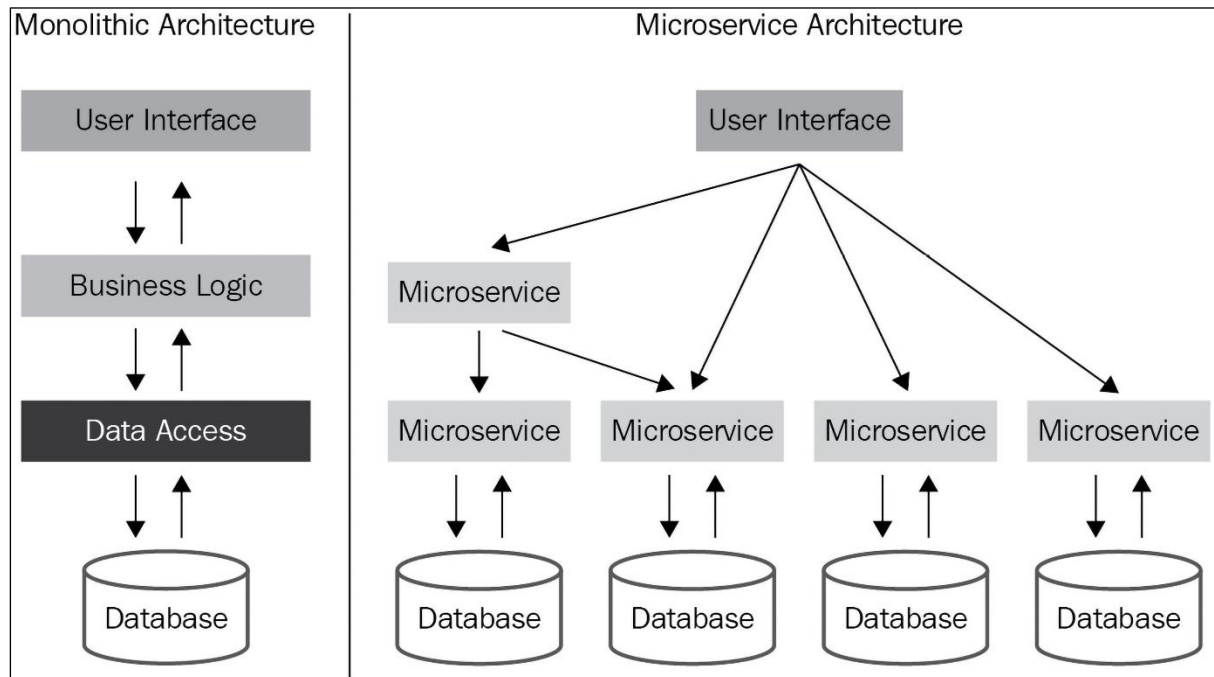 Monolithic Architecture
User Interface
Business Logic
Data Access
Database
Microservice Architecture
User Interface
Microservice
Microservice
Microservice
Microservice
Microservice
Database
Database
Database
Database